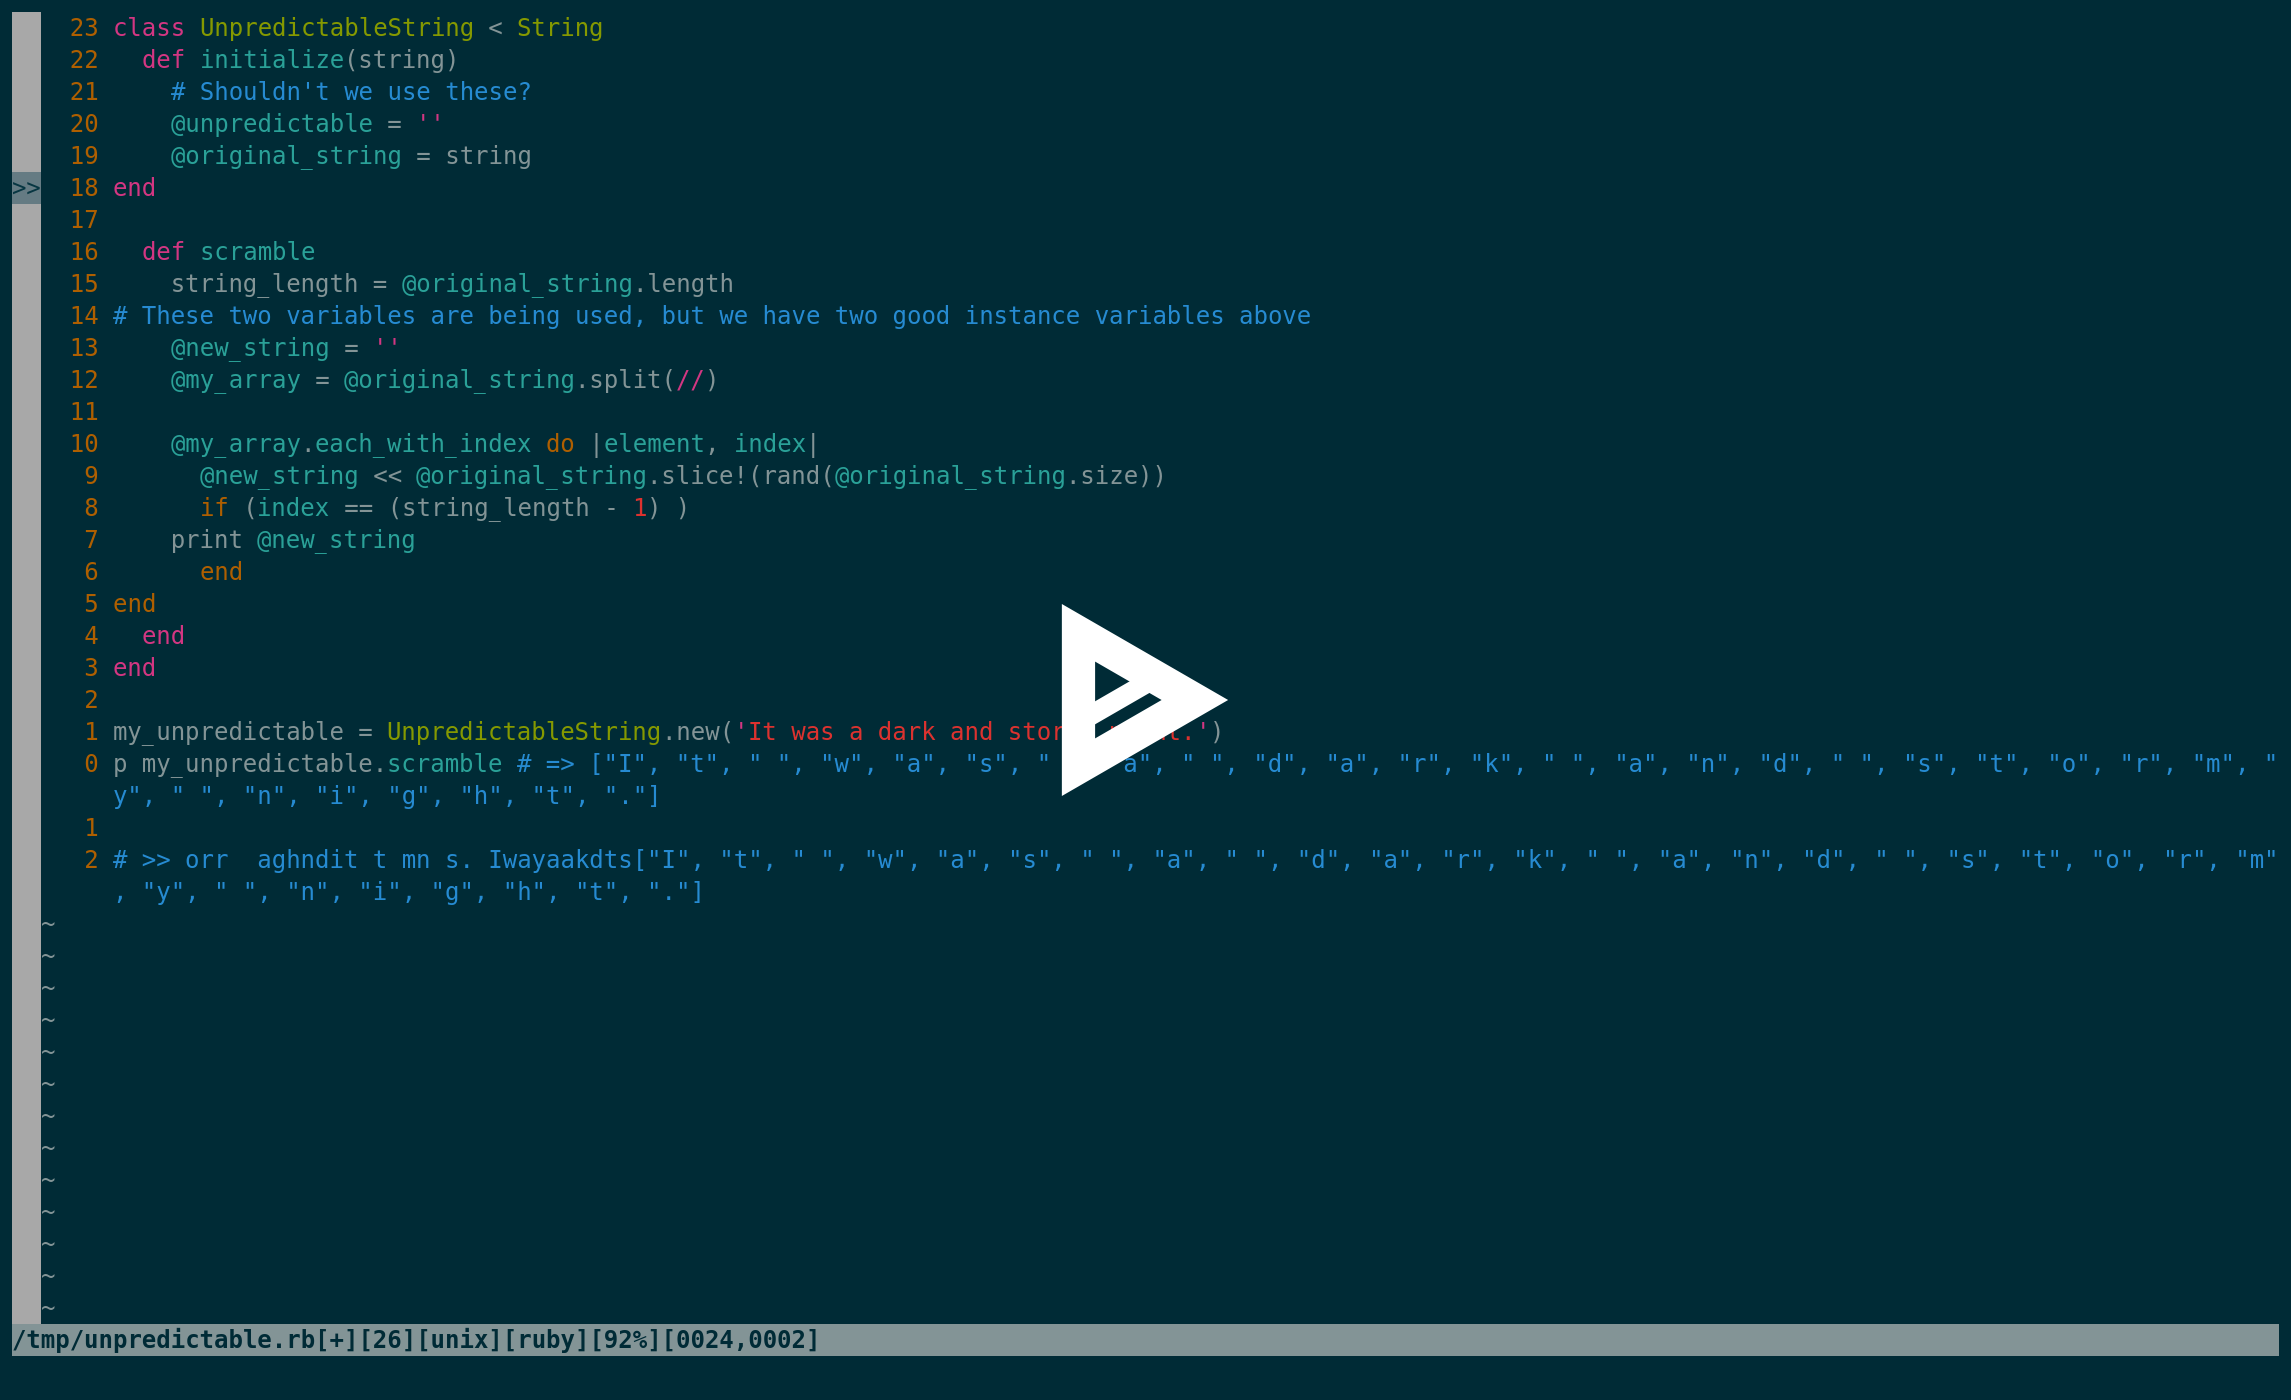 23 class UnpredictableString < String
22   def initialize(string)
21     # Shouldn't we use these?
20     @unpredictable = ''
19     @original_string = string
>> 18 end
17
16   def scramble
15     string_length = @original_string.length
14 # These two variables are being used, but we have two good instance variables above
13     @new_string = ''
12     @my_array = @original_string.split(//)
11
10     @my_array.each_with_index do |element, index|
9       @new_string << @original_string.slice!(rand(@original_string.size))
8       if (index == (string_length - 1) )
7     print @new_string
6       end
5 end
4   end
3 end
2
1 my_unpredictable = UnpredictableString.new('It was a dark and )
0 p my_unpredictable.scramble # => ["I", "t", " ", "w", "a", "s", " a", " ", "d", "a", "r", "k", " ", "a", "n", "d", " ", "s", "t", "o", "r", "m", "
y", " ", "n", "i", "g", "h", "t", "."]
1
2 # >> orr  aghndit t mn s. Iwayaakdts["I", "t", " ", "w", "a", "s", " ", "a", " ", "d", "a", "r", "k", " ", "a", "n", "d", " ", "s", "t", "o", "r", "m"
, "y", " ", "n", "i", "g", "h", "t", "."]
~
~
~
~
~
~
~
~
~
~
~
~
~
/tmp/unpredictable.rb[+][26][unix][ruby][92%][0024,0002]